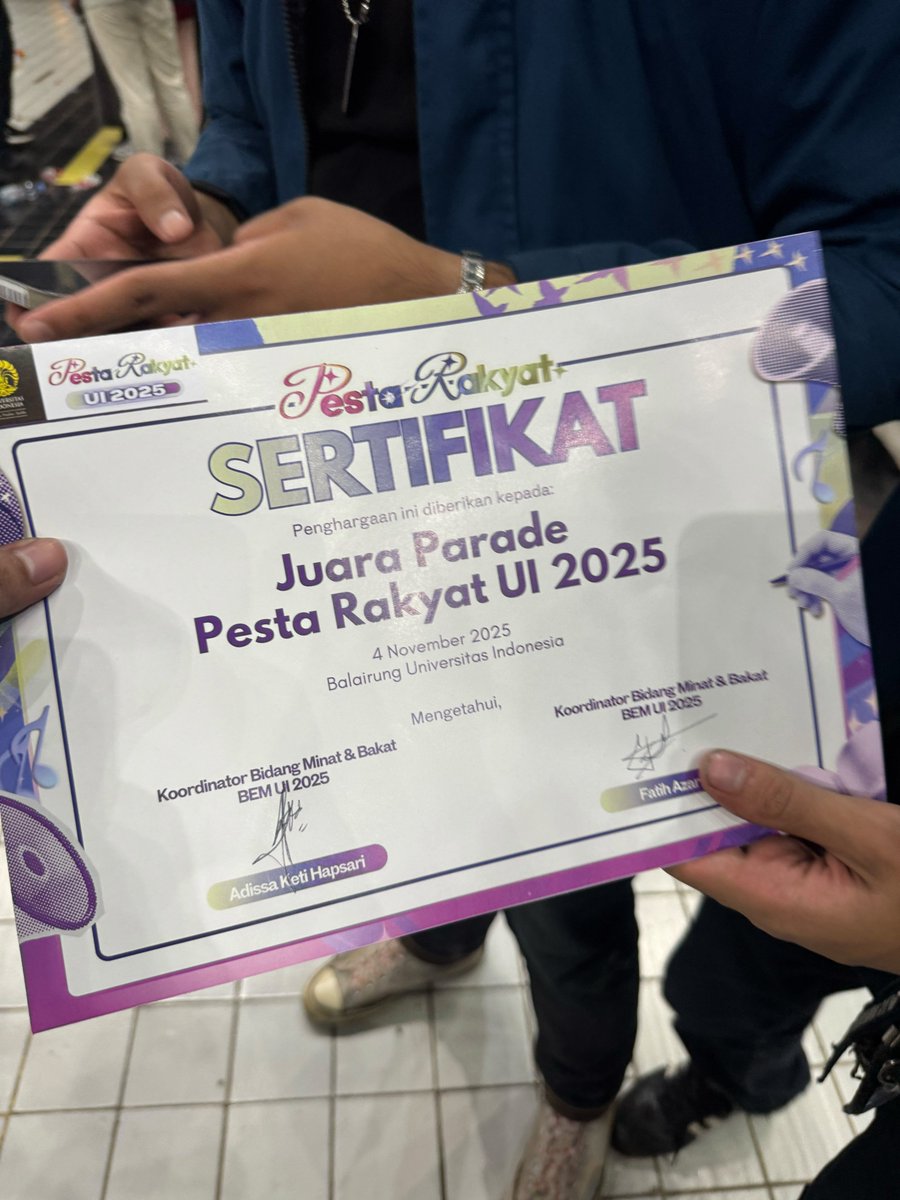 Pesta Rakyat
UI 2025
Pesta Rakyat
SERTIFIKAT
Penghargaan ini diberikan kepada:
Juara Parade
Pesta Rakyat UI 2025
4 November 2025
Balairung Universitas Indonesia
Mengetahui,
Koordinator Bidang Minat & Bakat
BEM UI 2025
Adissa Keti Hapsari
Koordinator Bidang Minat & Bakat
BEM UI 2025
Fatih